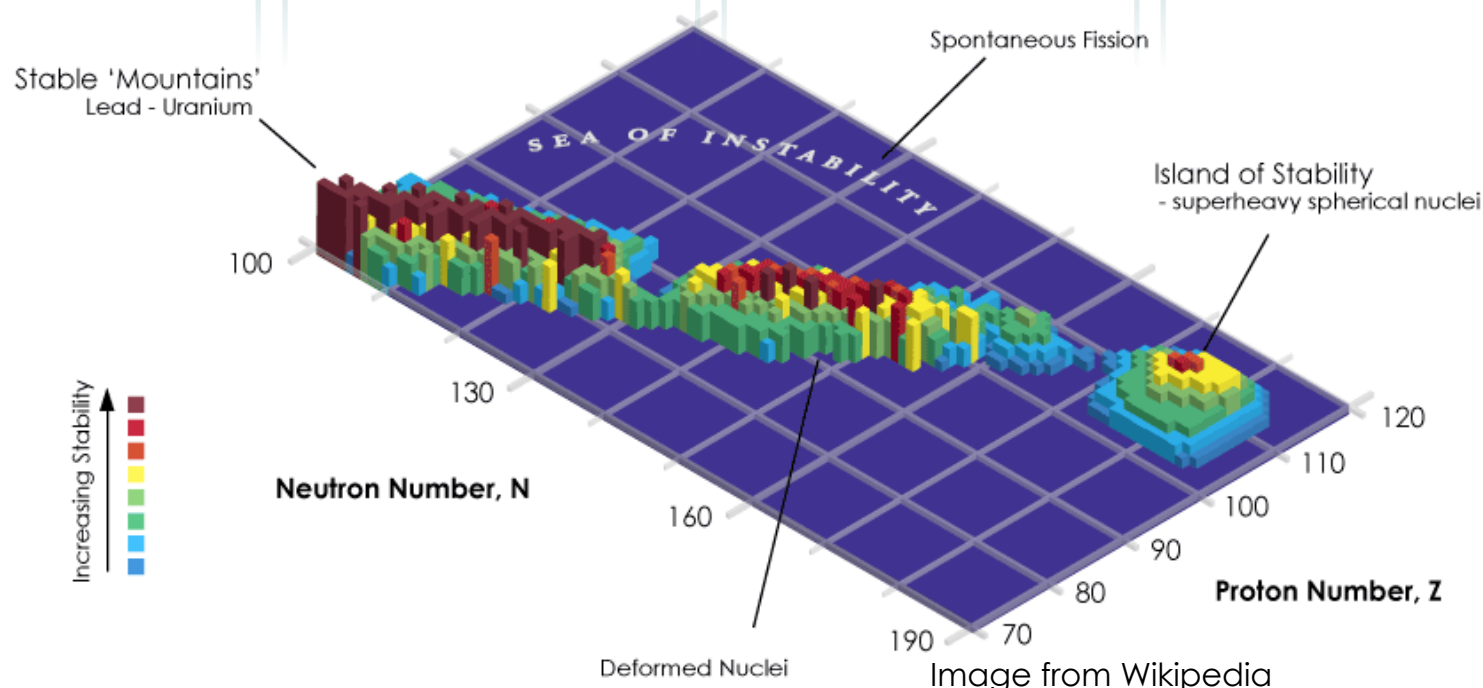 Spontaneous Fission
Stable ‘Mountains’
Lead - Uranium
SEA OF INSTABILITY
Island of Stability
- superheavy spherical nuclei
100
130
160
190
Neutron Number, N
120
110
100
90
80
70
Proton Number, Z
Increasing Stability
Deformed Nuclei
Image from Wikipedia